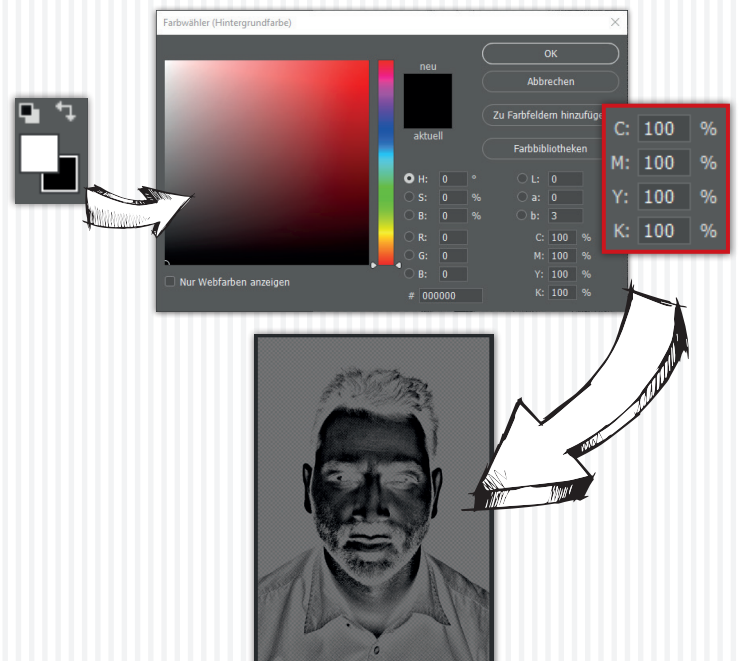 Farbwähler (Hintergrundfarbe)
neu
aktuell
OK
Abbrechen
Zu Farbfeldern hinzufüge
Farbbibliotheken
H: 0 °
S: 0 %
B: 0 %
R: 0
G: 0
B: 0
# 000000
L: 0
a: 0
b: 3
C: 100 %
M: 100 %
Y: 100 %
K: 100 %
Nur Webfarben anzeigen
C: 100 %
M: 100 %
Y: 100 %
K: 100 %